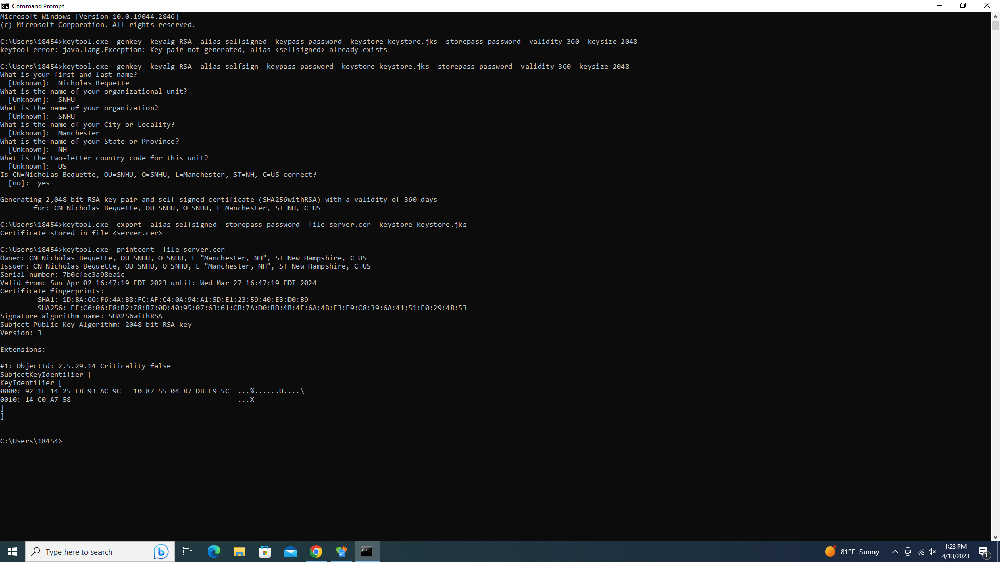 Command Prompt
Microsoft Windows [Version 10.0.19044.2846]
(c) Microsoft Corporation. All rights reserved.
C:\Users\18454>keytool.exe -genkey -keyalg RSA -alias selfsigned -keypass password -keystore keystore.jks -storepass password -validity 360 -keysize 2048
keytool error: java.lang.Exception: Key pair not generated, alias <selfsigned> already exists
C:\Users\18454>keytool.exe -genkey -keyalg RSA -alias selfsign -keypass password -keystore keystore.jks -storepass password -validity 360 -keysize 2048
What is your first and last name?
[Unknown]:  Nicholas Bequette
What is the name of your organizational unit?
[Unknown]:  SNHU
What is the name of your organization?
[Unknown]:  SNHU
What is the name of your City or Locality?
[Unknown]:  Manchester
What is the name of your State or Province?
[Unknown]:  NH
What is the two-letter country code for this unit?
[Unknown]:  US
Is CN=Nicholas Bequette, OU=SNHU, O=SNHU, L=Manchester, ST=NH, C=US correct?
[no]:  yes
Generating 2,048 bit RSA key pair and self-signed certificate (SHA256withRSA) with a validity of 360 days
for: CN=Nicholas Bequette, OU=SNHU, O=SNHU, L=Manchester, ST=NH, C=US
C:\Users\18454>keytool.exe -export -alias selfsigned -storepass password -file server.cer -keystore keystore.jks
Certificate stored in file <server.cer>
C:\Users\18454>keytool.exe -printcert -file server.cer
Owner: CN=Nicholas Bequette, OU=SNHU, O=SNHU, L="Manchester, NH", ST=New Hampshire, C=US
Issuer: CN=Nicholas Bequette, OU=SNHU, O=SNHU, L="Manchester, NH", ST=New Hampshire, C=US
Serial number: 7b0cfec3a98ea1c
Valid from: Sun Apr 02 16:47:19 EDT 2023 until: Wed Mar 27 16:47:19 EDT 2024
Certificate fingerprints:
SHA1: 1D:BA:66:F6:4A:B8:FC:AF:C4:0A:94:A1:5D:E1:23:59:40:E3:D0:B9
SHA256: FF:C6:06:F8:B2:78:B7:0D:40:95:07:63:61:CB:7A:D0:BD:4B:4E:6A:4B:E3:E9:C8:39:6A:41:51:E0:29:48:53
Signature algorithm name: SHA256withRSA
Subject Public Key Algorithm: 2048-bit RSA key
Version: 3
Extensions:
#1: ObjectId: 2.5.29.14 Criticality=false
SubjectKeyIdentifier [
KeyIdentifier [
0000: 92 1F 14 25 F8 93 AC 9C   10 87 55 04 87 DB E9 5C  ...%......U....\
0010: 14 C0 A7 58                                        ...X
]
]
C:\Users\18454>
Type here to search
81°F Sunny
1:23 PM
4/13/2023
1